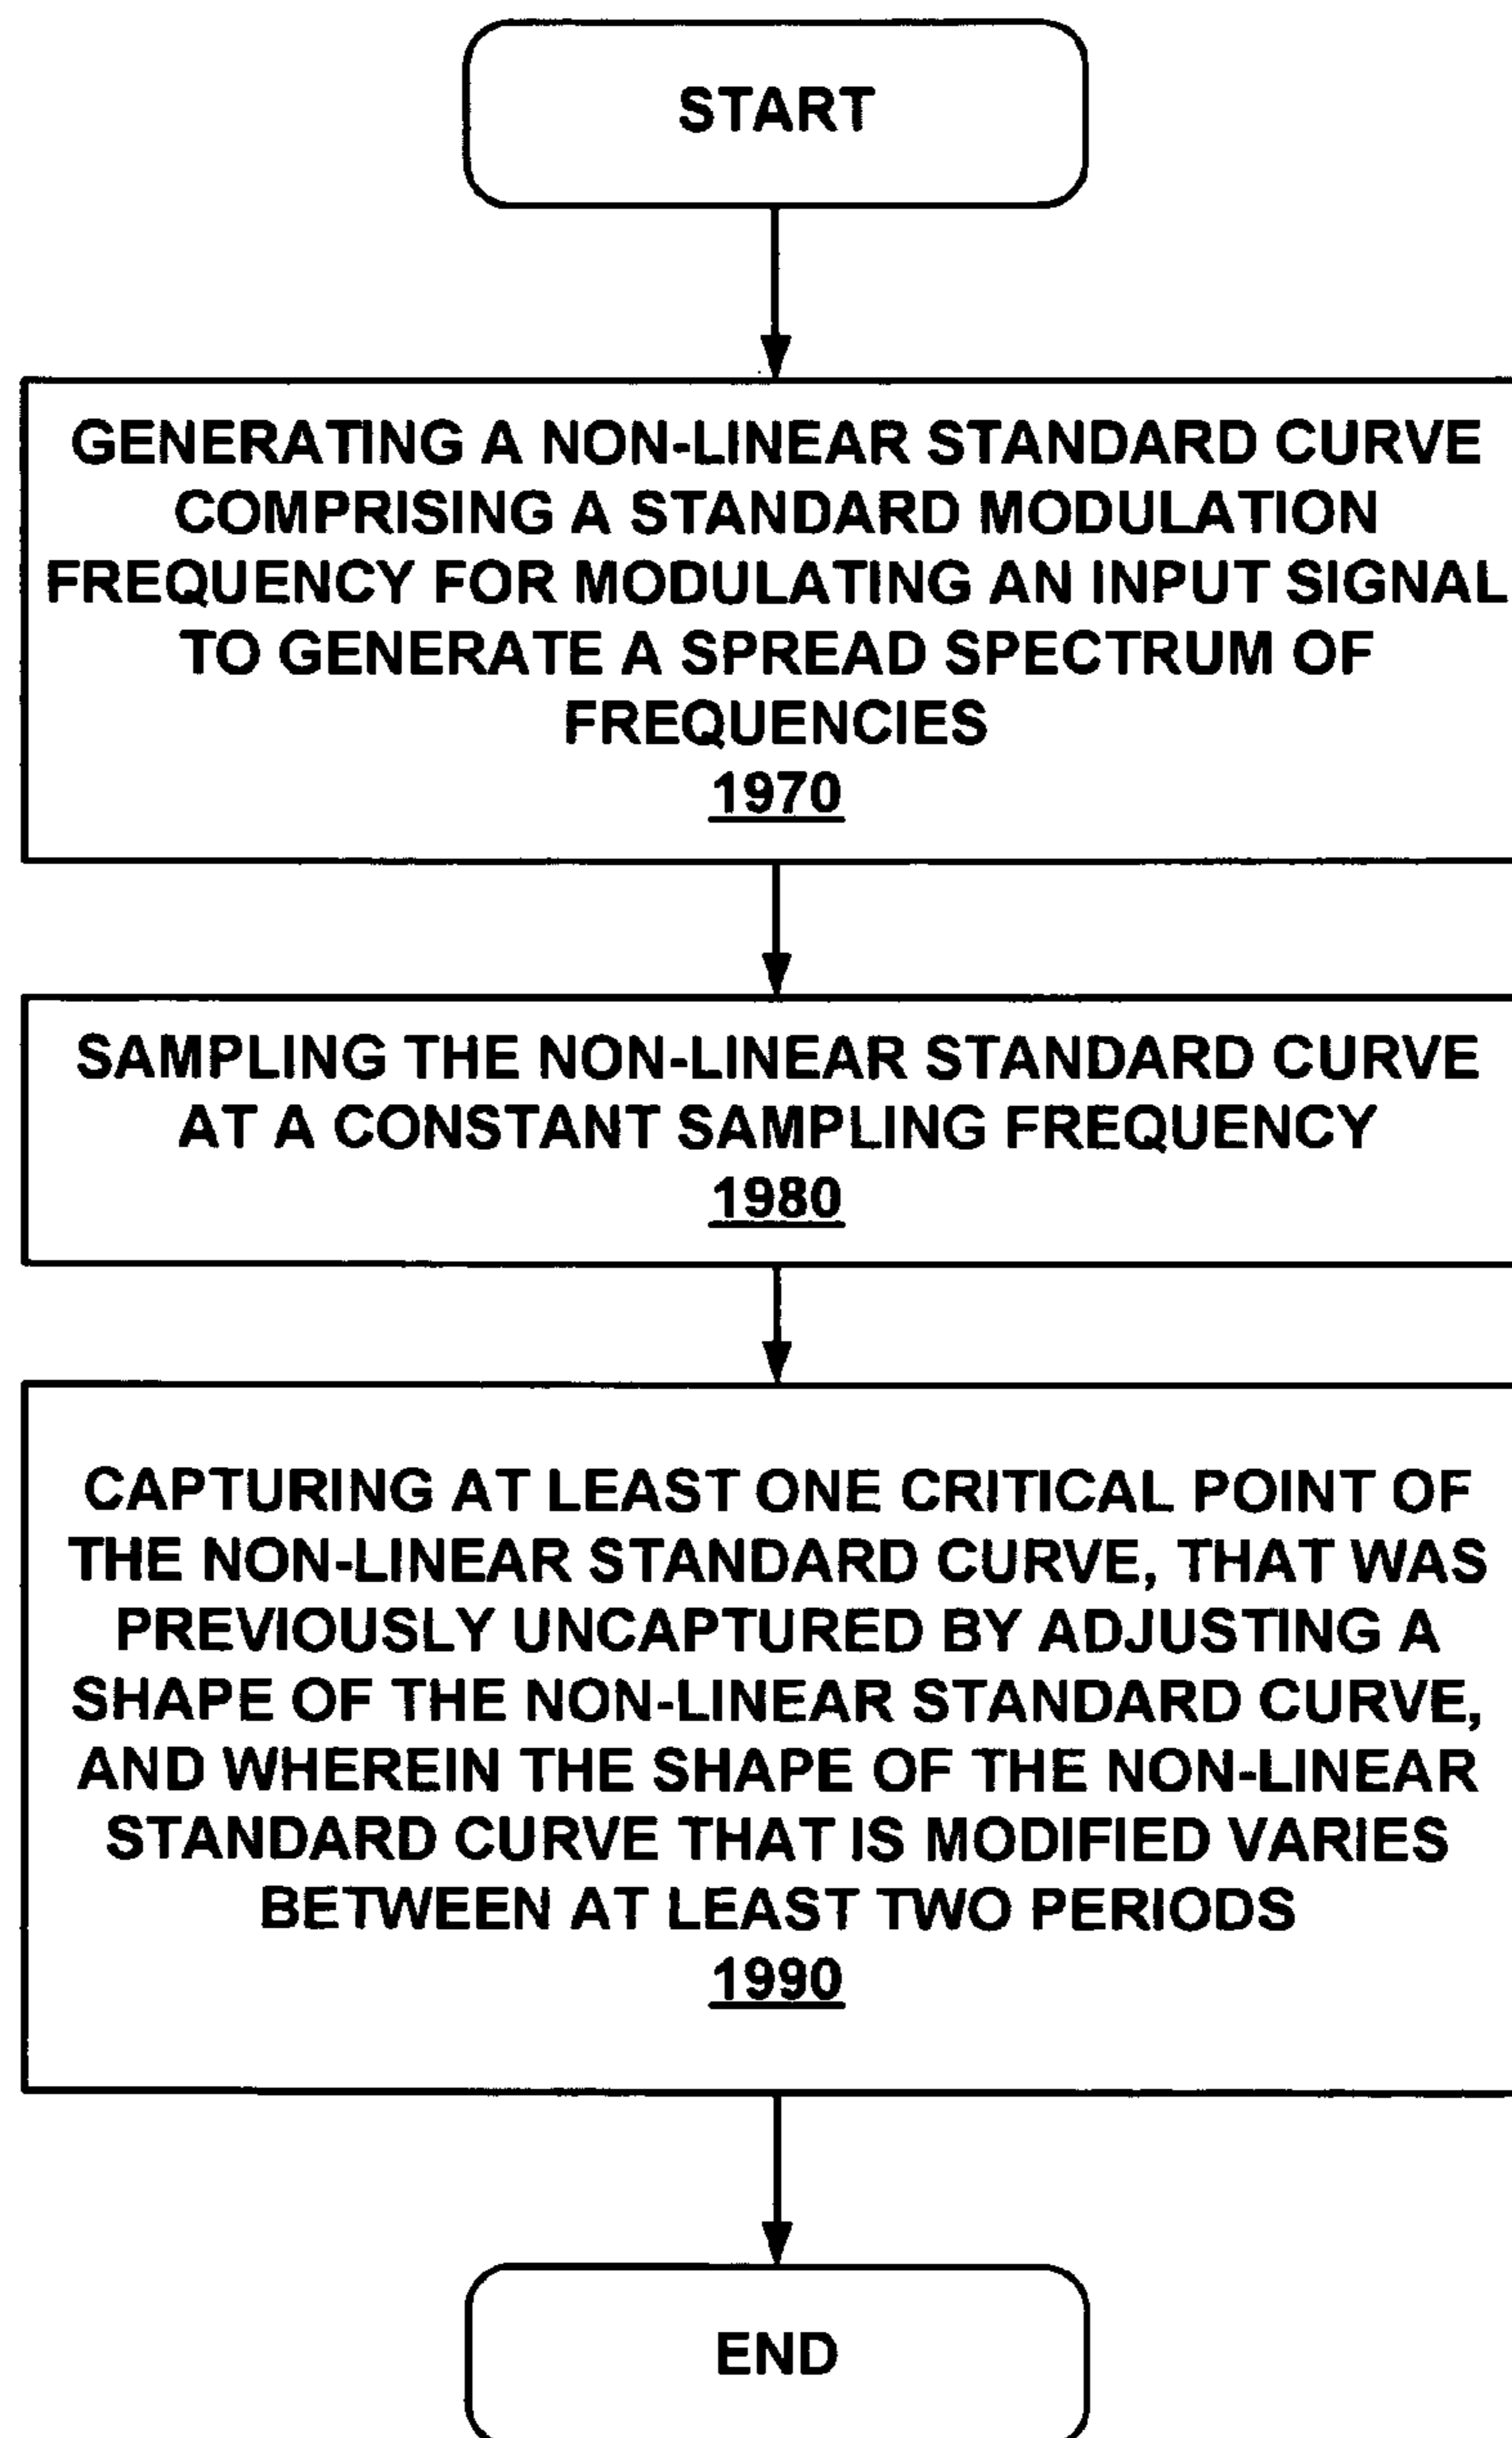 START
GENERATING A NON-LINEAR STANDARD CURVE
COMPRISING A STANDARD MODULATION
FREQUENCY FOR MODULATING AN INPUT SIGNAL
TO GENERATE A SPREAD SPECTRUM OF
FREQUENCIES
1970
SAMPLING THE NON-LINEAR STANDARD CURVE
AT A CONSTANT SAMPLING FREQUENCY
1980
CAPTURING AT LEAST ONE CRITICAL POINT OF
THE NON-LINEAR STANDARD CURVE, THAT WAS
PREVIOUSLY UNCAPTURED BY ADJUSTING A
SHAPE OF THE NON-LINEAR STANDARD CURVE,
AND WHEREIN THE SHAPE OF THE NON-LINEAR
STANDARD CURVE THAT IS MODIFIED VARIES
BETWEEN AT LEAST TWO PERIODS
1990
END